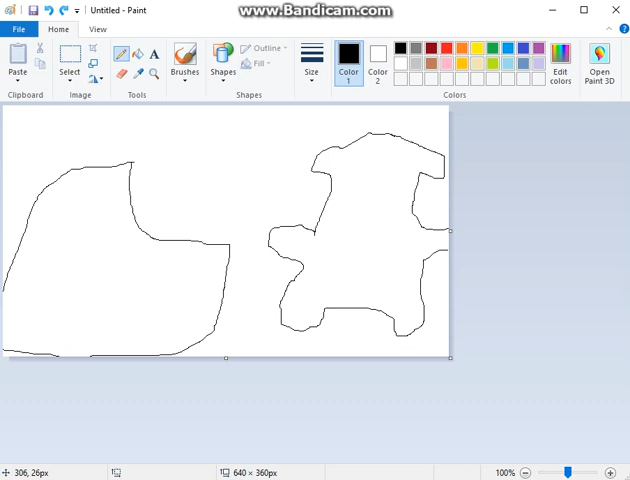 www.Bandicam.com
Untitled - Paint
File Home View
Paste Select Brushes Shapes Outline Fill Size Color 1 Color 2 Edit colors Open Paint 3D
A
Clipboard Image Tools Shapes Colors
306, 26px 640 × 360px 100%